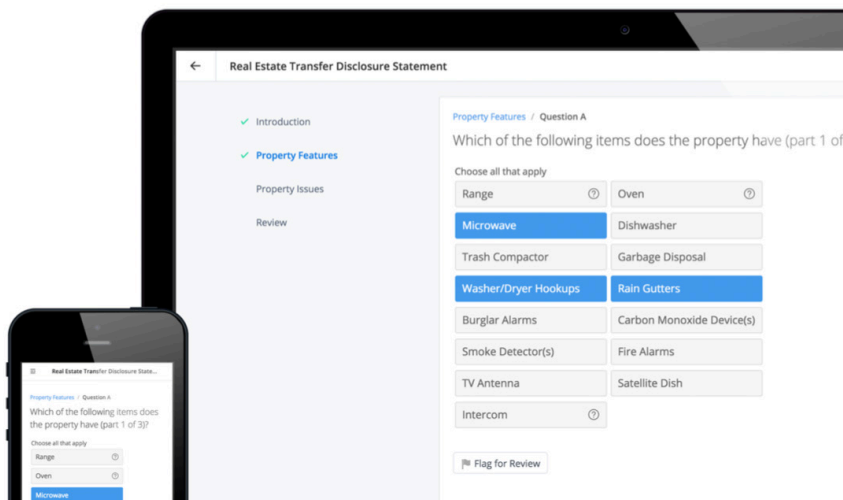 Real Estate Transfer Disclosure Statement
Introduction
Property Features
Property Issues
Review
Property Features / Question A
Which of the following items does the property have (part 1 of
Choose all that apply
Range
Oven
Microwave
Dishwasher
Trash Compactor
Garbage Disposal
Washer/Dryer Hookups
Rain Gutters
Burglar Alarms
Carbon Monoxide Device(s)
Smoke Detector(s)
Fire Alarms
TV Antenna
Satellite Dish
Intercom
Flag for Review
Real Estate Transfer Disclosure State...
Property Features / Question A
Which of the following items does
the property have (part 1 of 3)?
Choose all that apply
Range
Oven
Microwave